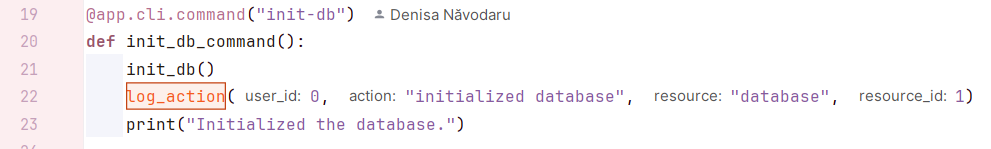 19 @app.cli.command("init-db") Denisa Năvodaru
20 def init_db_command():
21 init_db()
22 log_action( user_id: 0, action: "initialized database", resource: "database", resource_id: 1)
23 print("Initialized the database.")